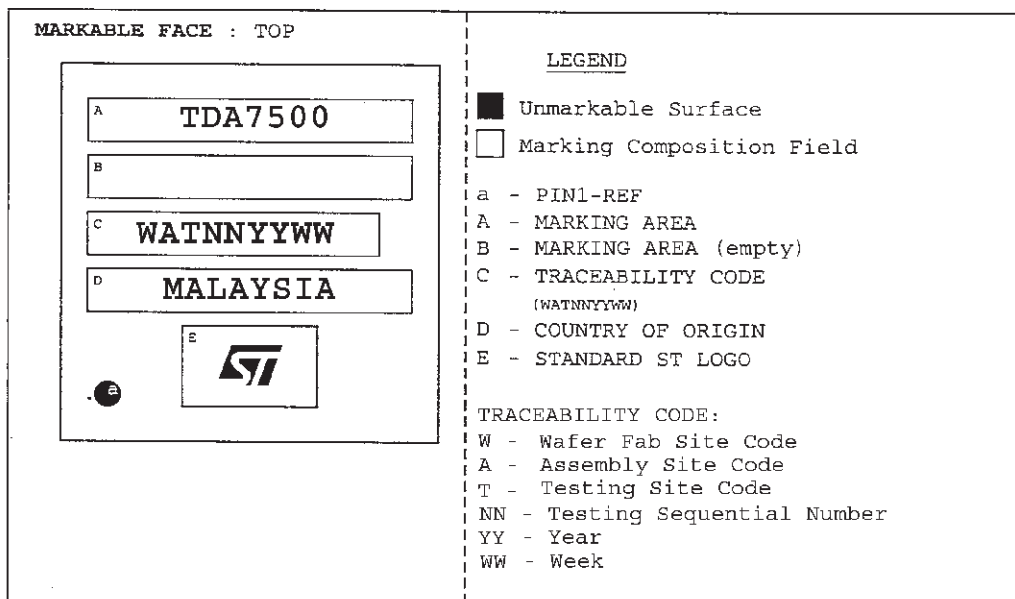 MARKABLE FACE : TOP
A TDA7500
B
C WATNNYYWW
D MALAYSIA
E
ST
a
LEGEND
Unmarkable Surface
Marking Composition Field
a - PIN1-REF
A - MARKING AREA
B - MARKING AREA (empty)
C - TRACEABILITY CODE
(WATNNYYWW)
D - COUNTRY OF ORIGIN
E - STANDARD ST LOGO
TRACEABILITY CODE:
W - Wafer Fab Site Code
A - Assembly Site Code
T - Testing Site Code
NN - Testing Sequential Number
YY - Year
WW - Week